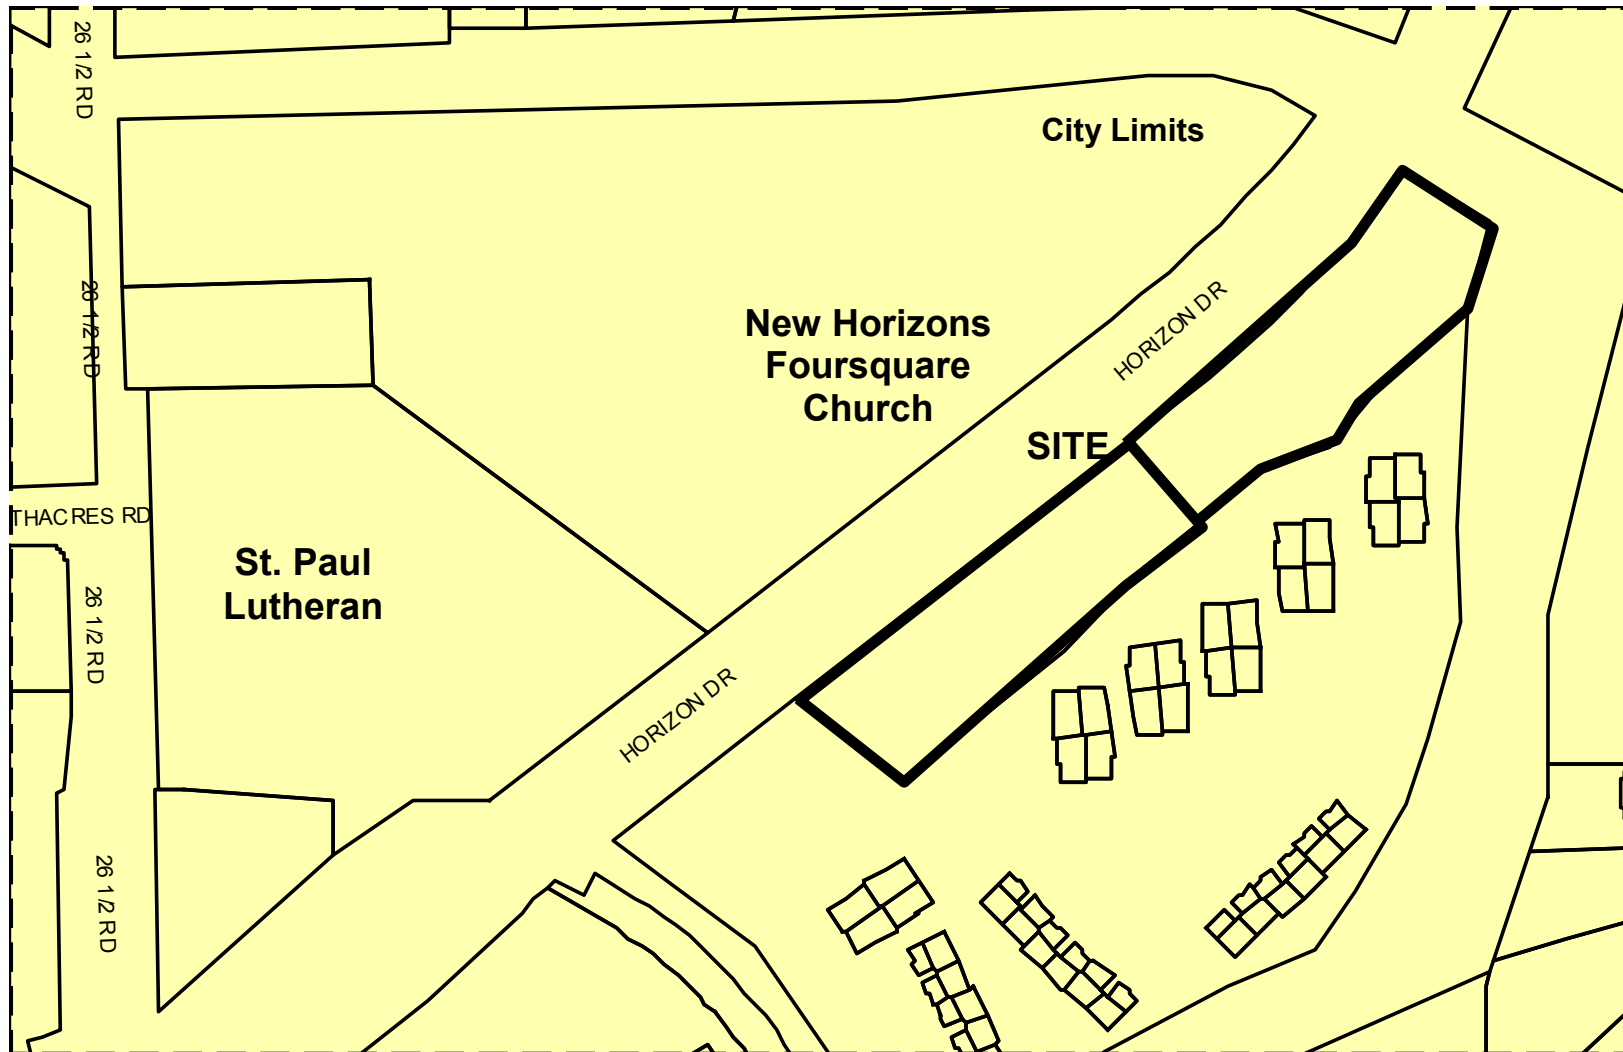 26 1/2 RD
City Limits
26 1/2 RD
HORIZON DR
New Horizons
Foursquare
Church
SITE
THACRES RD
St. Paul
Lutheran
26 1/2 RD
HORIZON DR
26 1/2 RD